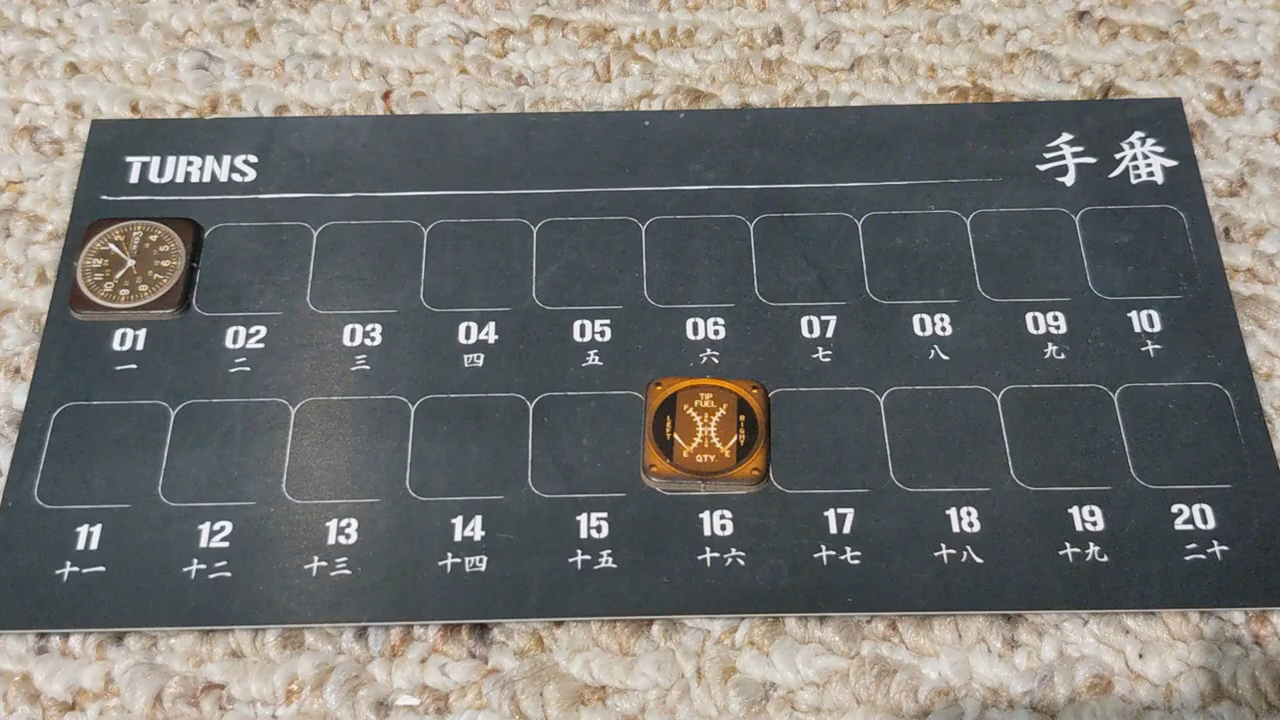 TURNS 手番
01 02 03 04 05 06 07 08 09 10
一 二 三 四 五 六 七 八 九 十
TIP
FUEL
F F
LEFT RIGHT
E E
QTY.
11 12 13 14 15 16 17 18 19 20
十一 十二 十三 十四 十五 十六 十七 十八 十九 二十